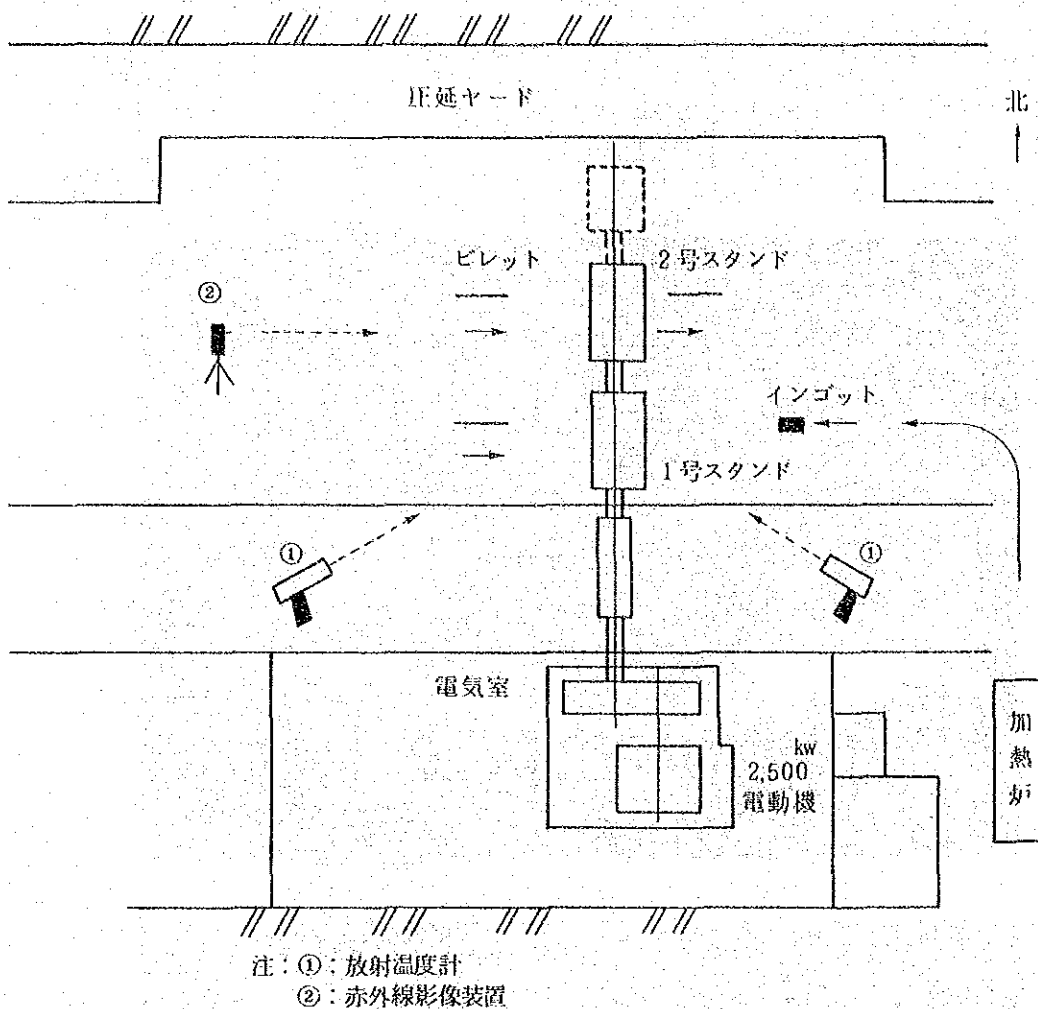 圧延ヤード
北
ビレット
2号スタンド
②
インゴット
1号スタンド
①
①
電気室
kw
2,500
電動機
加熱炉
注：①：放射温度計
②：赤外線影像装置